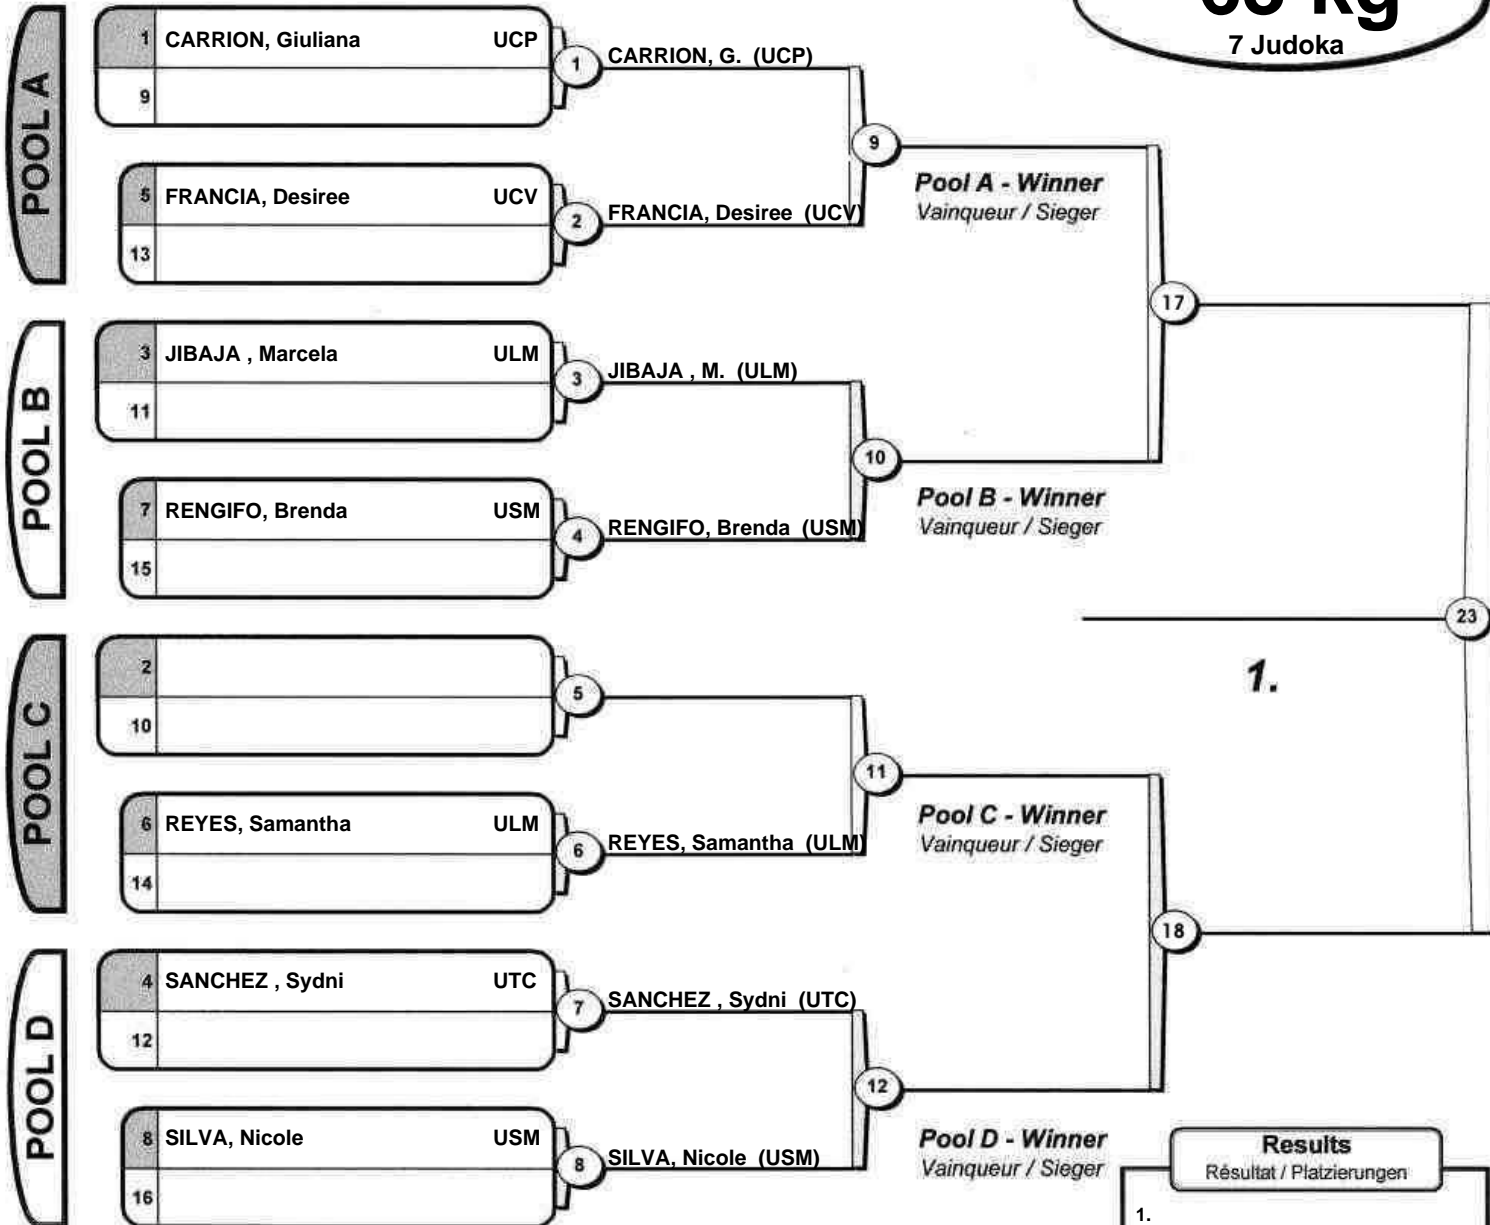 7 Judoka
POOL A
1 CARRION, Giuliana UCP
9
1
CARRION, G. (UCP)
5 FRANCIA, Desiree UCV
13
2
FRANCIA, Desiree (UCV)
9
Pool A - Winner
Vainqueur / Sieger
POOL B
3 JIBAJA , Marcela ULM
11
3
JIBAJA , M. (ULM)
7 RENGIFO, Brenda USM
15
4
RENGIFO, Brenda (USM)
10
Pool B - Winner
Vainqueur / Sieger
17
POOL C
2
10
5
6 REYES, Samantha ULM
14
6
REYES, Samantha (ULM)
11
Pool C - Winner
Vainqueur / Sieger
POOL D
4 SANCHEZ , Sydni UTC
12
7
SANCHEZ , Sydni (UTC)
8 SILVA, Nicole USM
16
8
SILVA, Nicole (USM)
12
Pool D - Winner
Vainqueur / Sieger
18
23
1.
Results
Résultat / Platzierungen
1.